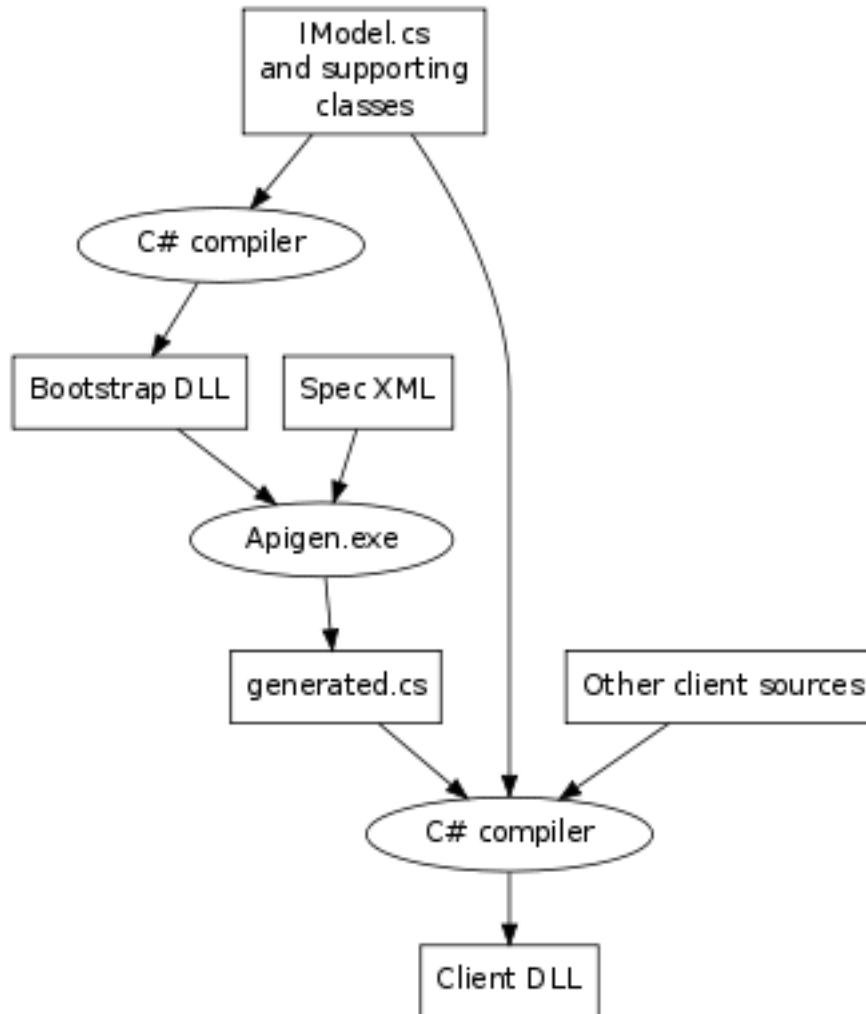 IModel.cs
and supporting
classes
C# compiler
Bootstrap DLL
Spec XML
Apigen.exe
generated.cs
Other client sources
C# compiler
Client DLL